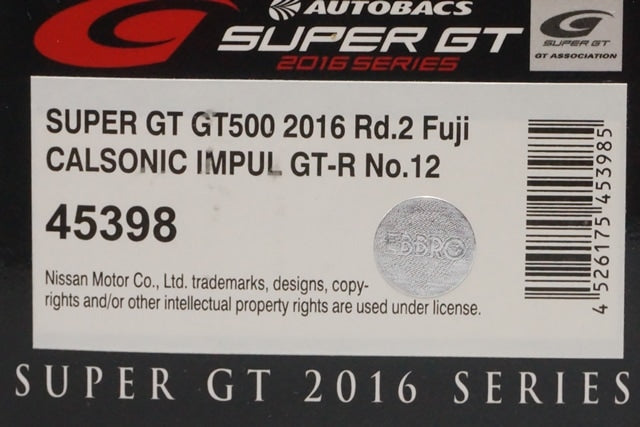 AUTOBACS
SUPER GT
2016 SERIES
SUPER GT
GT ASSOCIATION
SUPER GT GT500 2016 Rd.2 Fuji
CALSONIC IMPUL GT-R No.12
45398
EBBRO
Nissan Motor Co., Ltd. trademarks, designs, copy-
rights and/or other intellectual property rights are used under license.
4 526175 453985
SUPER GT 2016 SERIES